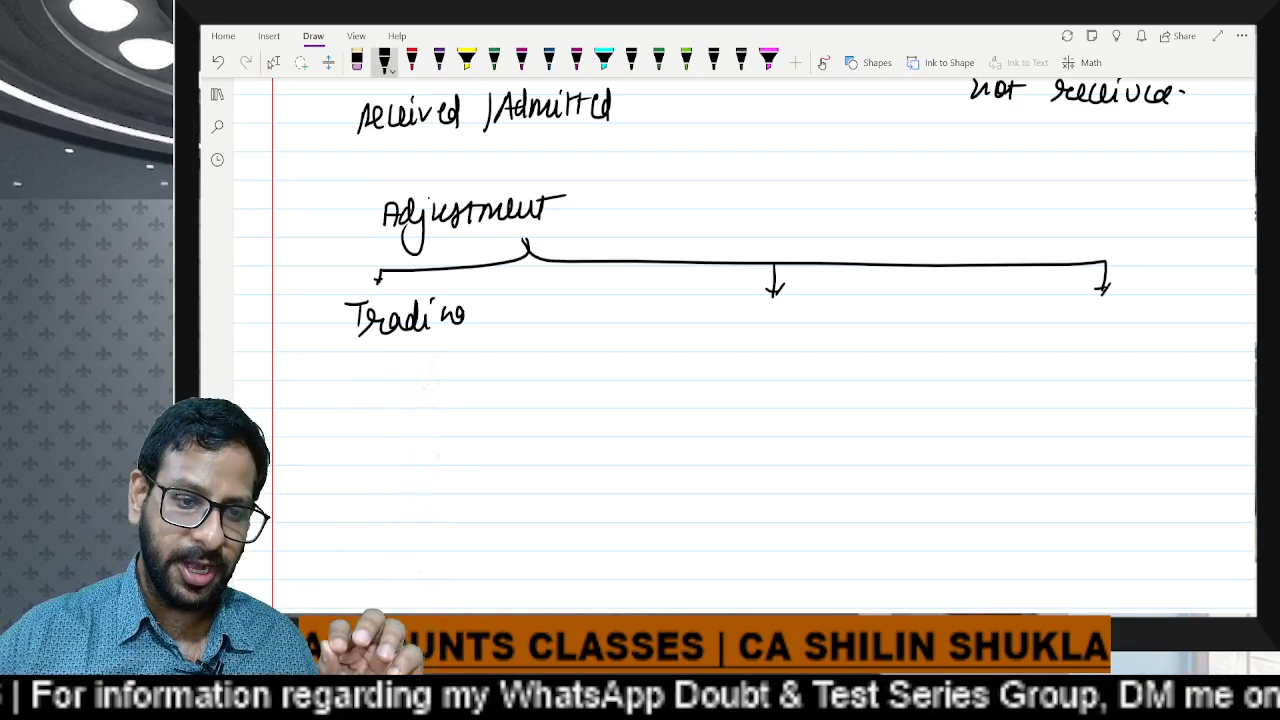 Home Insert Draw View Help
Share
Shapes Ink to Shape Ink to Text Math
not receive.
received / Admitted
Adjustment
Trading
UNTS CLASSES | CA SHILIN SHUKLA
| For information regarding my WhatsApp Doubt & Test Series Group, DM me on